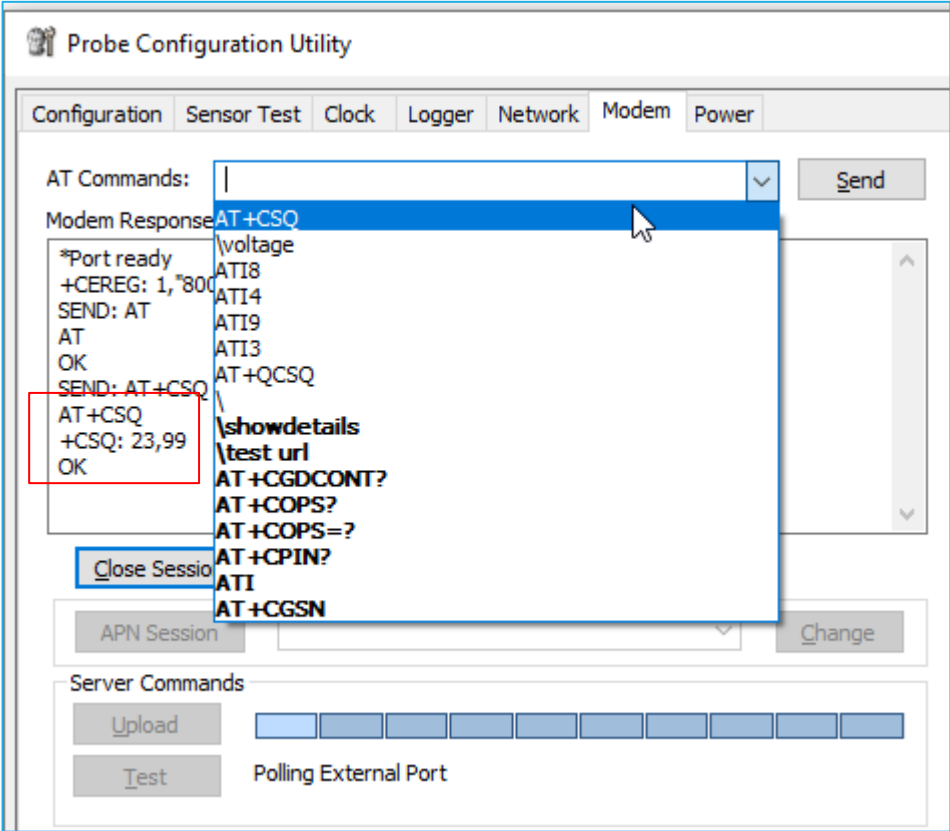 Probe Configuration Utility
Configuration Sensor Test Clock Logger Network Modem Power
AT Commands: Send
Modem Response
*Port ready
+CEREG: 1,"800
SEND: AT
AT
OK
SEND: AT+CSQ
AT+CSQ
+CSQ: 23,99
OK
AT+CSQ
\voltage
ATI8
ATI4
ATI9
ATI3
AT+QCSQ
\
\showdetails
\test url
AT+CGDCONT?
AT+COPS?
AT+COPS=?
AT+CPIN?
ATI
AT+CGSN
Close Sessio
APN Session Change
Server Commands
Upload
Test Polling External Port